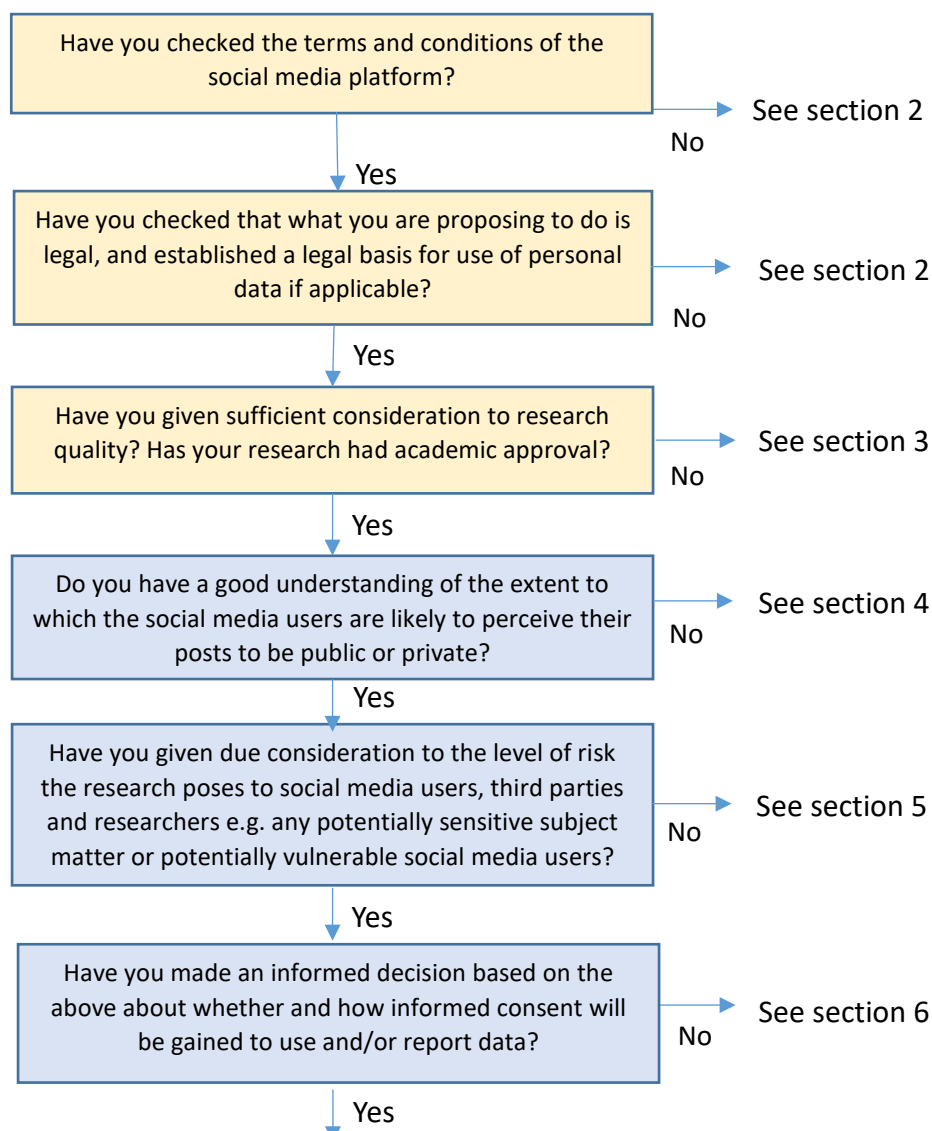 Have you checked the terms and conditions of the
social media platform?
See section 2
No
Yes
Have you checked that what you are proposing to do is
legal, and established a legal basis for use of personal
data if applicable?
See section 2
No
Yes
Have you given sufficient consideration to research
quality? Has your research had academic approval?
See section 3
No
Yes
Do you have a good understanding of the extent to
which the social media users are likely to perceive their
posts to be public or private?
See section 4
No
Yes
Have you given due consideration to the level of risk
the research poses to social media users, third parties
and researchers e.g. any potentially sensitive subject
matter or potentially vulnerable social media users?
See section 5
No
Yes
Have you made an informed decision based on the
above about whether and how informed consent will
be gained to use and/or report data?
See section 6
No
Yes